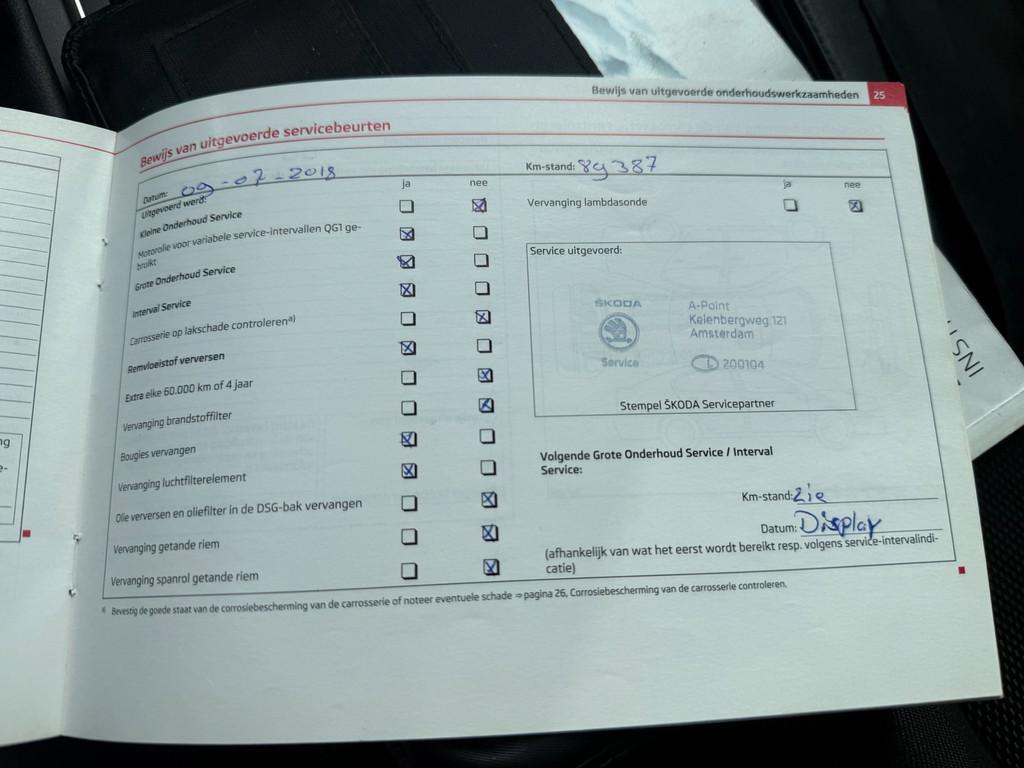 Bewijs van uitgevoerde onderhoudswerkzaamheden 25
Bewijs van uitgevoerde servicebeurten
Datum: 09-07-2018
Km-stand: 89387
Uitgevoerd werd:
ja nee
Kleine Onderhoud Service
Motorolie voor variabele service-intervallen QG1 ge-
bruikt
Grote Onderhoud Service
Interval Service
Carrosserie op lakschade controleren a)
Remvloeistof verversen
Extra elke 60.000 km of 4 jaar
Vervanging brandstoffilter
Bougies vervangen
Vervanging luchtfilterelement
Olie verversen en oliefilter in de DSG-bak vervangen
Vervanging getande riem
Vervanging spanrol getande riem
ja nee
Vervanging lambdasonde
Service uitgevoerd:
ŠKODA
Service
A-Point
Kelenbergweg 121
Amsterdam
200104
Stempel ŠKODA Servicepartner
Volgende Grote Onderhoud Service / Interval
Service:
Km-stand: Zie
Datum: Display
(afhankelijk van wat het eerst wordt bereikt resp. volgens service-intervalindi-
catie)
a) Bevestig de goede staat van de corrosiebescherming van de carrosserie of noteer eventuele schade ⇒ pagina 26, Corrosiebescherming van de carrosserie controleren.